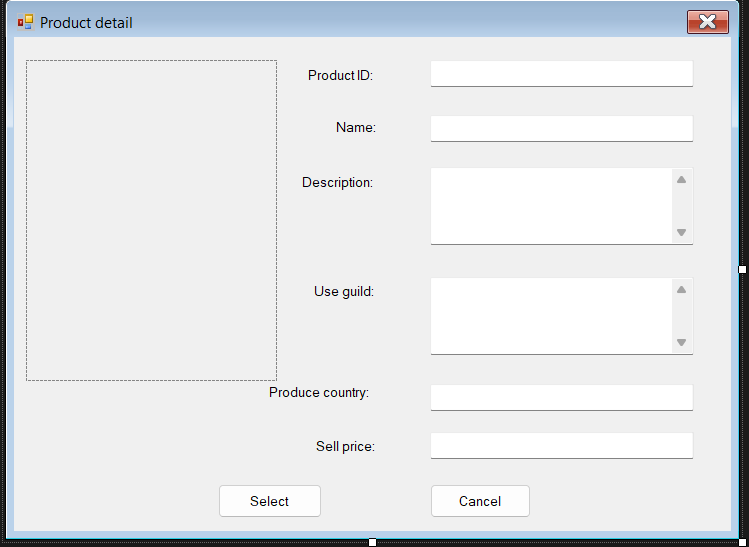 Product detail
Product ID:
Name:
Description:
Use guild:
Produce country:
Sell price:
Select
Cancel